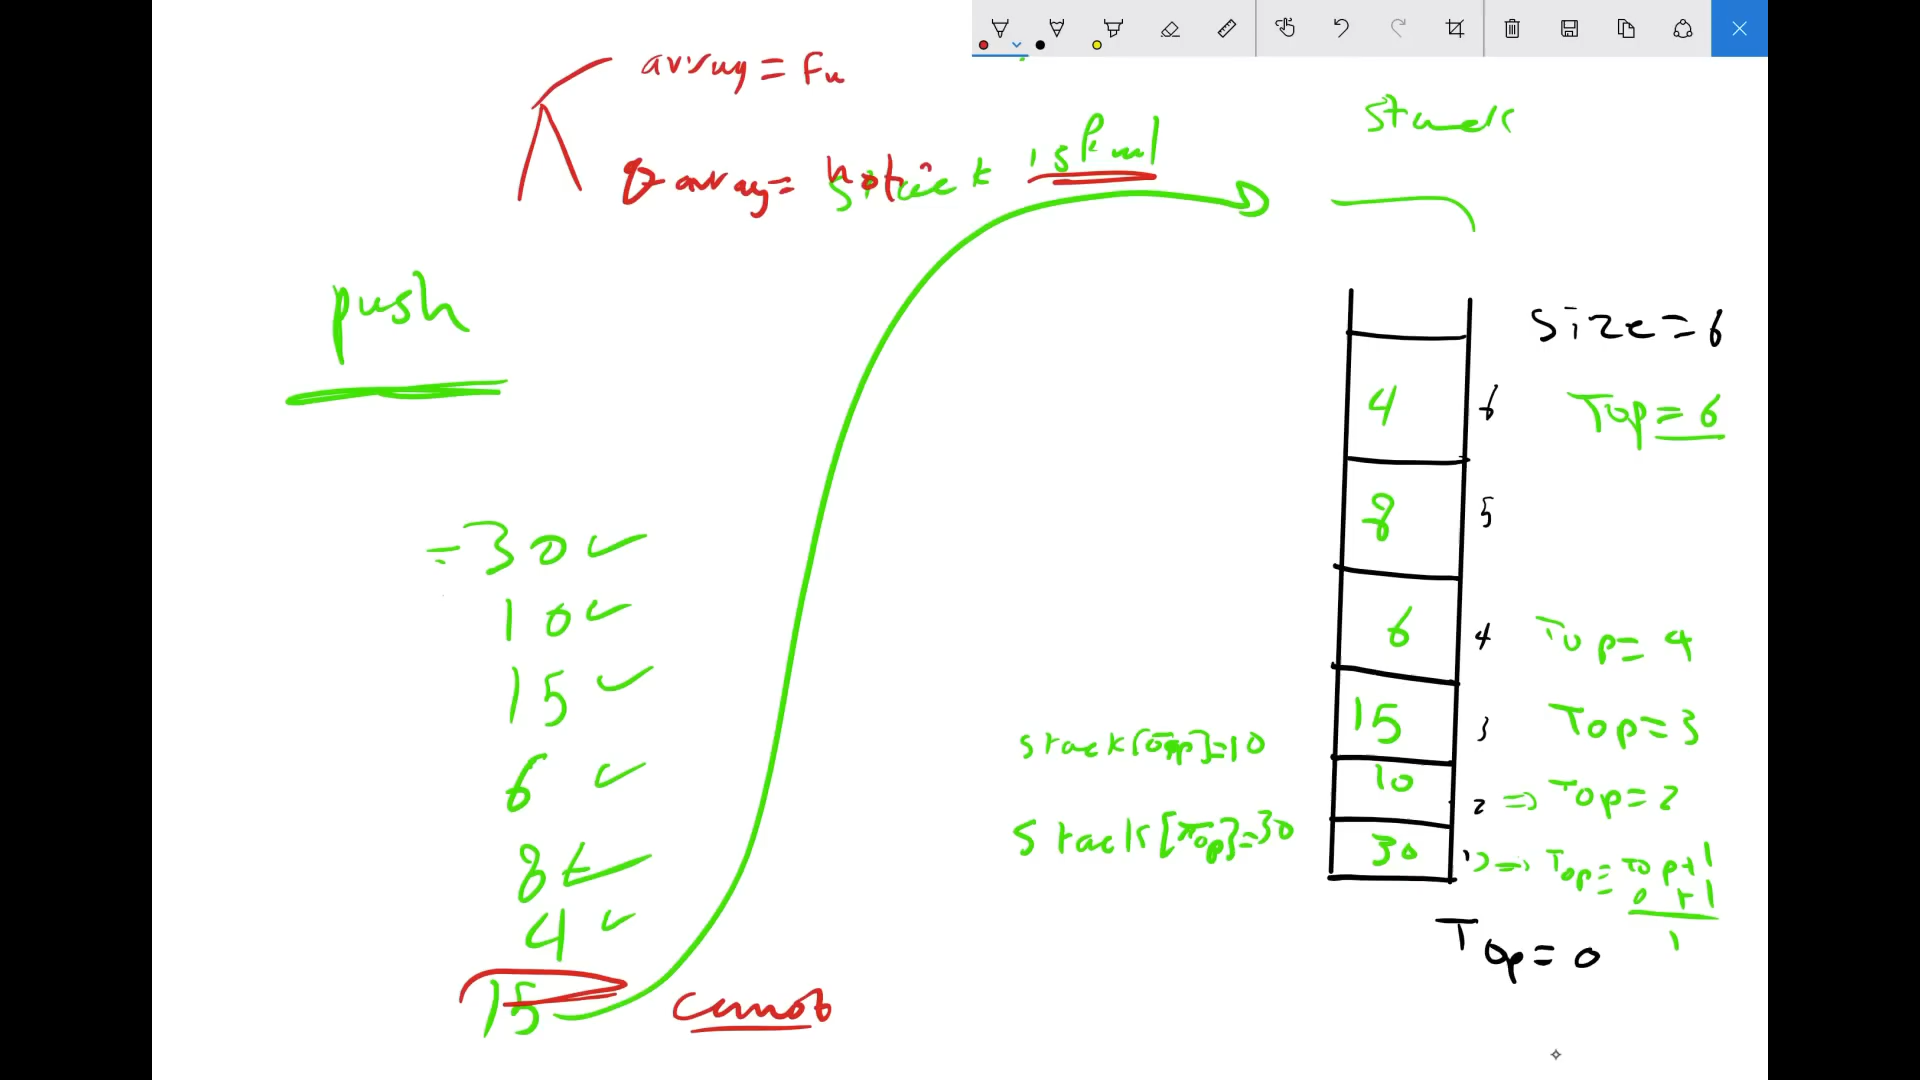 array = Fu
stack
array = not stack isFul
push
size = 6
4 6 Top = 6
8 5
= 30
10
6 4 Top = 4
15
15 3 Top = 3
stack[Top]=10
6
10 2 => Top = 2
stack[Top]=30
30 1 => Top = Top+1
8
0 +1
4
1
Top = 0
15 cannot